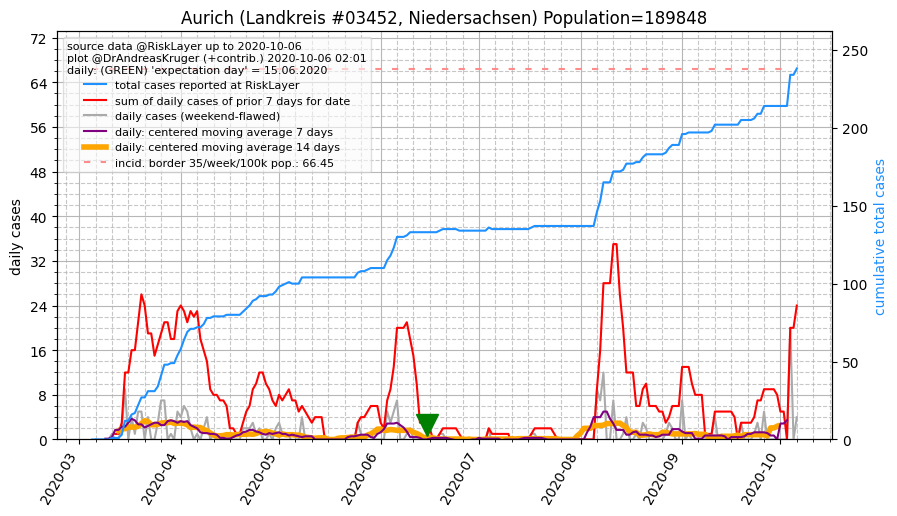 Aurich (Landkreis #03452, Niedersachsen) Population=189848
source data @RiskLayer up to 2020-10-06
plot @DrAndreasKruger (+contrib.) 2020-10-06 02:01
daily: (GREEN) 'expectation day' = 15.06.2020
total cases reported at RiskLayer
sum of daily cases of prior 7 days for date
daily cases (weekend-flawed)
daily: centered moving average 7 days
daily: centered moving average 14 days
incid. border 35/week/100k pop.: 66.45
daily cases
72
64
56
48
40
32
24
16
8
0
cumulative total cases
250
200
150
100
50
0
2020-03
2020-04
2020-05
2020-06
2020-07
2020-08
2020-09
2020-10